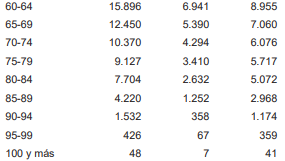 60-64 15.896 6.941 8.955
65-69 12.450 5.390 7.060
70-74 10.370 4.294 6.076
75-79 9.127 3.410 5.717
80-84 7.704 2.632 5.072
85-89 4.220 1.252 2.968
90-94 1.532 358 1.174
95-99 426 67 359
100 y más 48 7 41